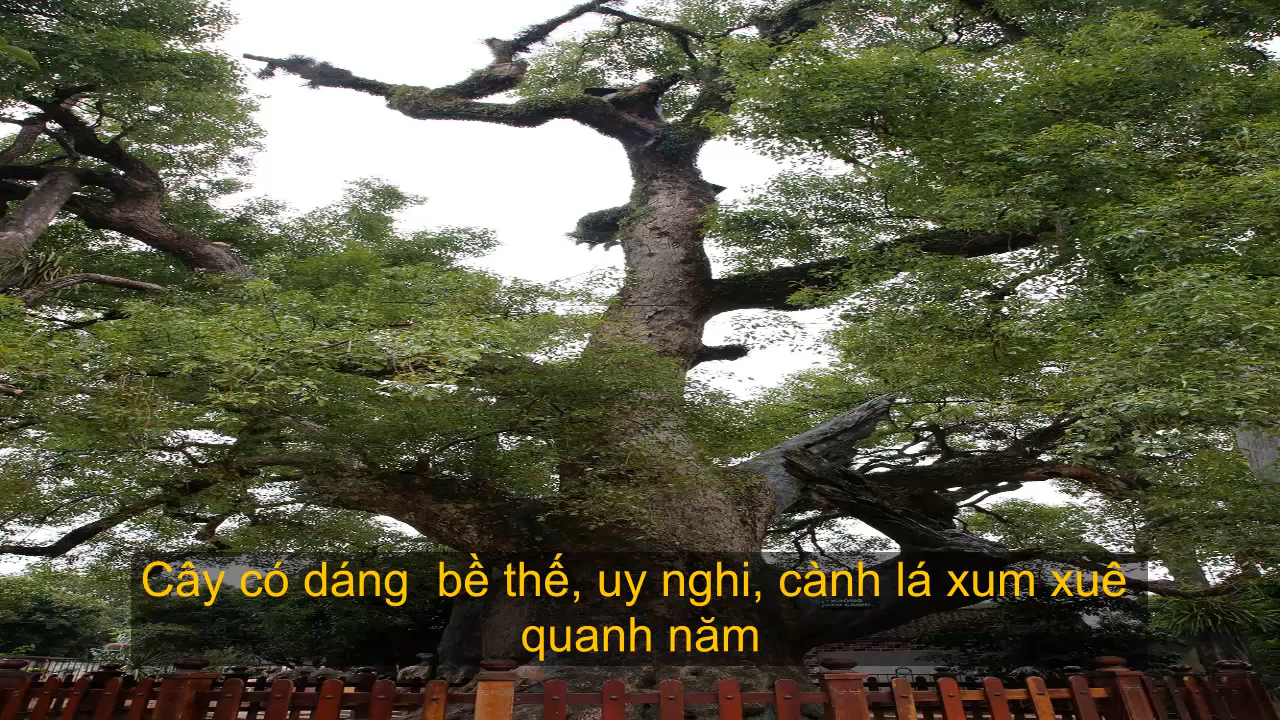 Cây có dáng  bề thế, uy nghi, cành lá xum xuê
quanh năm